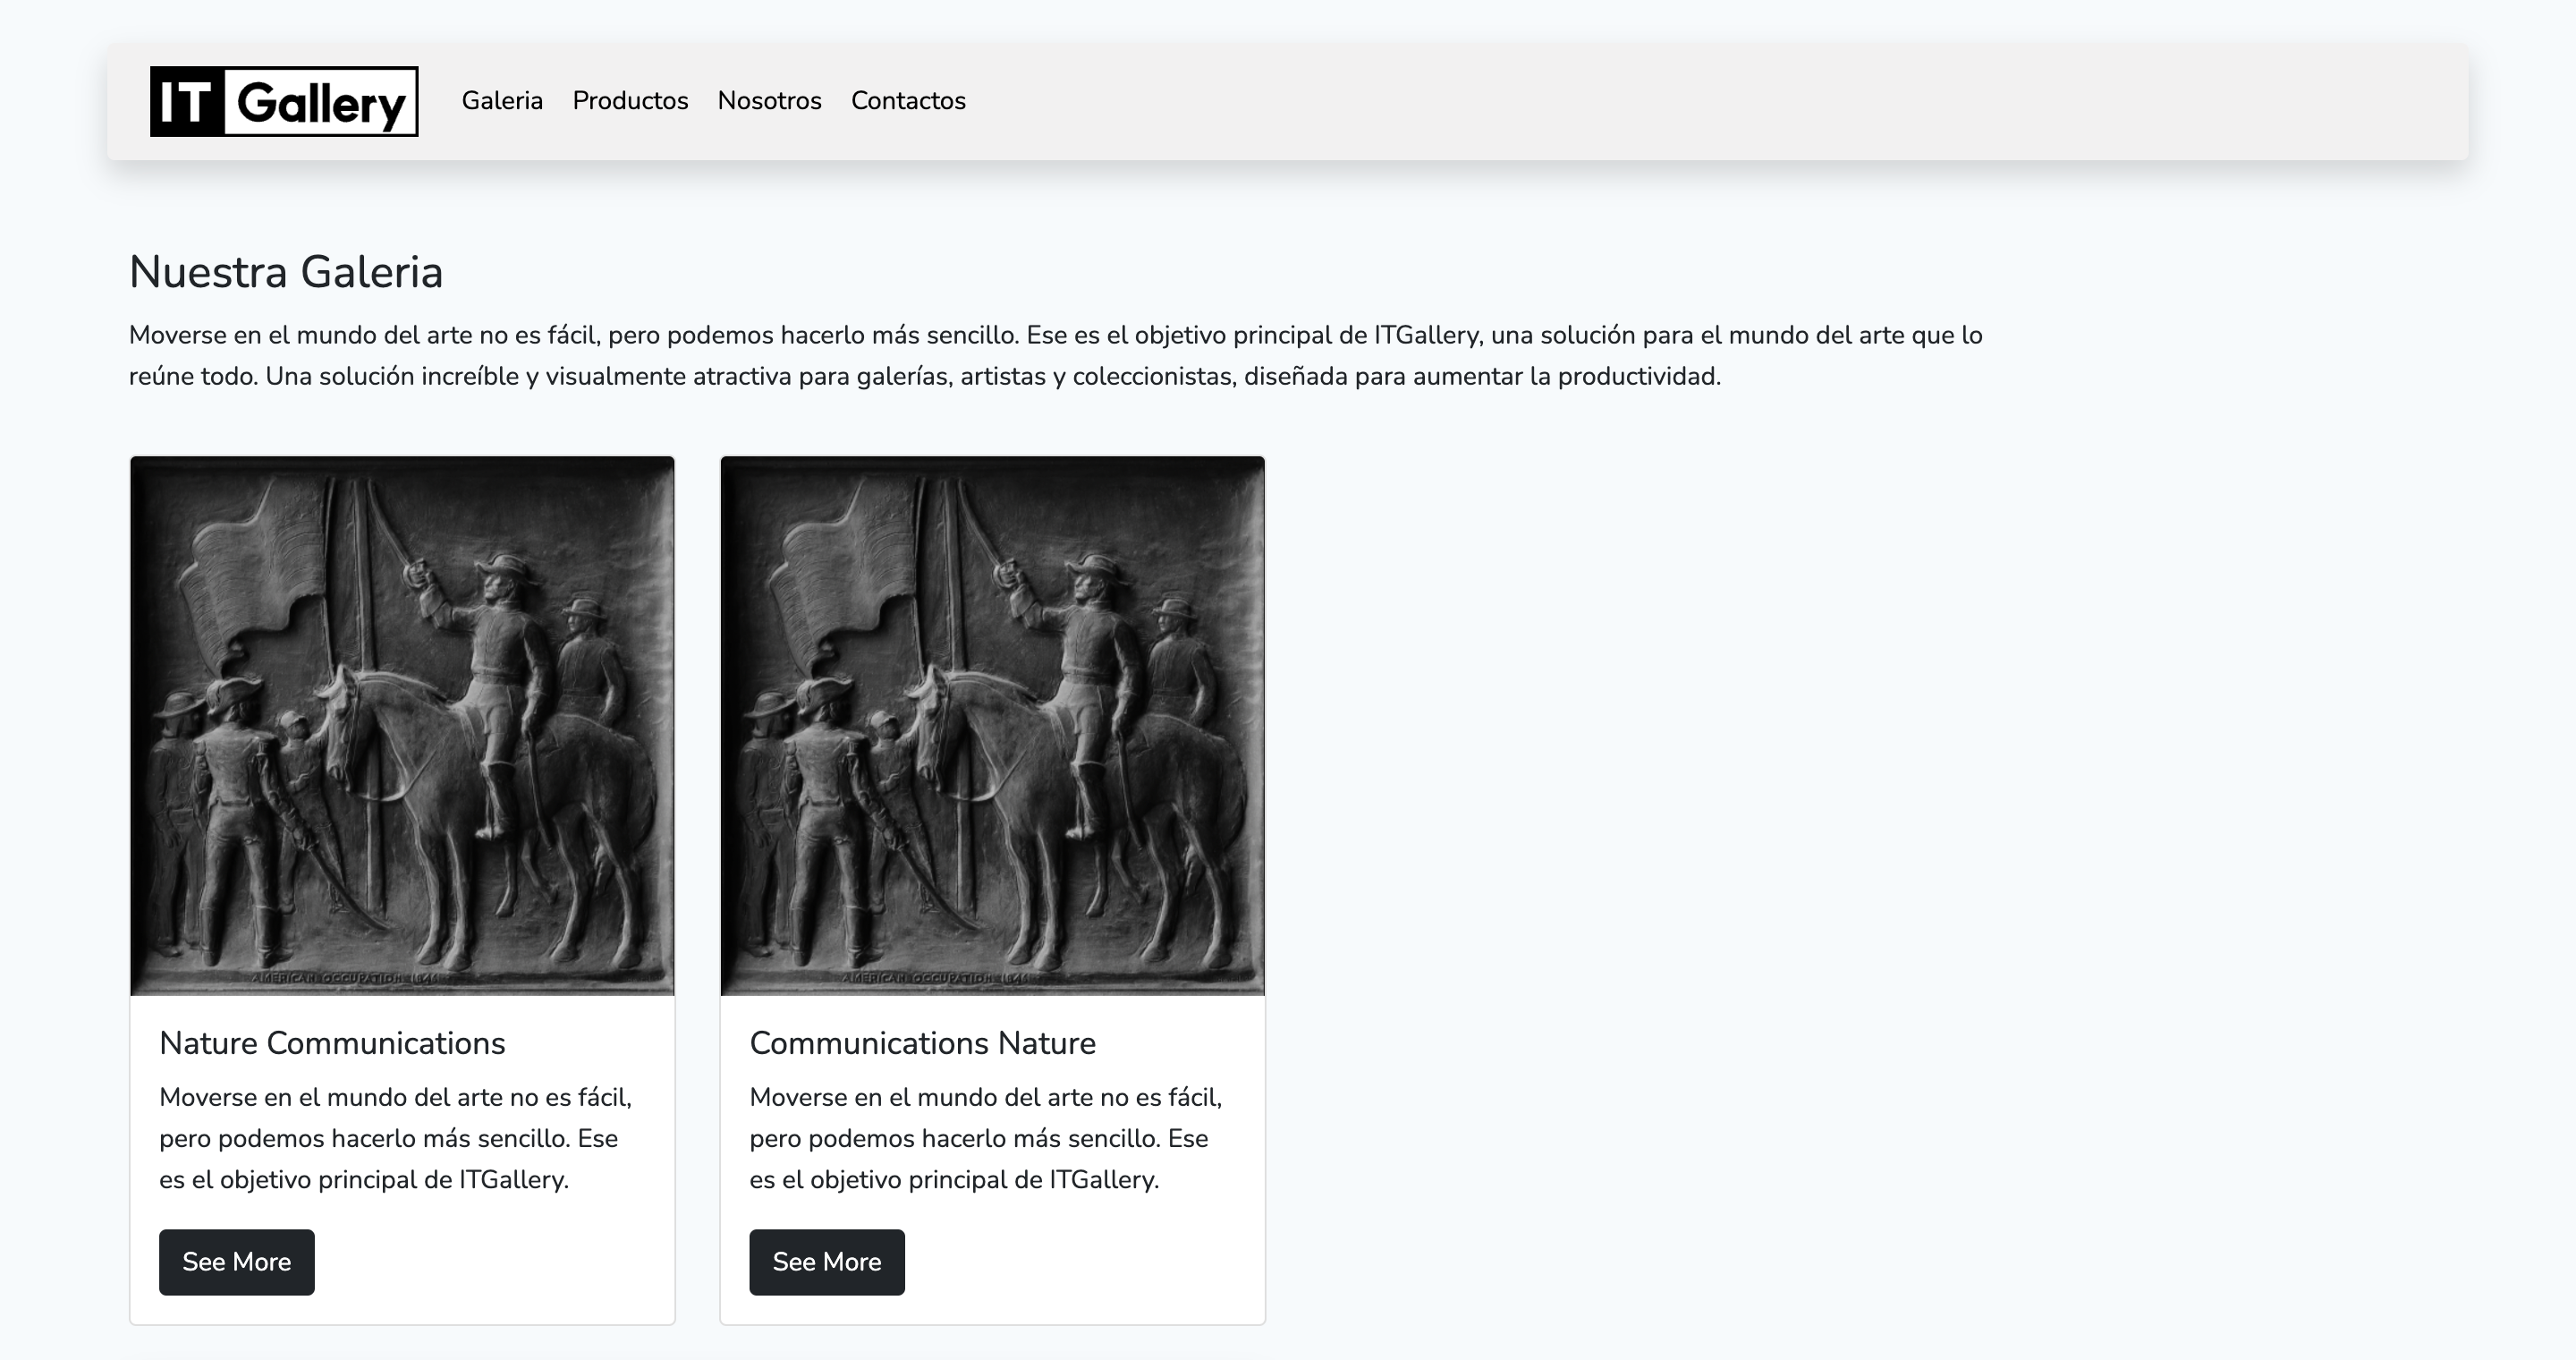 IT Gallery
Galeria Productos Nosotros Contactos
Nuestra Galeria
Moverse en el mundo del arte no es fácil, pero podemos hacerlo más sencillo. Ese es el objetivo principal de ITGallery, una solución para el mundo del arte que lo
reúne todo. Una solución increíble y visualmente atractiva para galerías, artistas y coleccionistas, diseñada para aumentar la productividad.
AMERICAN OCCUPATION 1846
AMERICAN OCCUPATION 1846
Nature Communications
Moverse en el mundo del arte no es fácil,
pero podemos hacerlo más sencillo. Ese
es el objetivo principal de ITGallery.
See More
Communications Nature
Moverse en el mundo del arte no es fácil,
pero podemos hacerlo más sencillo. Ese
es el objetivo principal de ITGallery.
See More